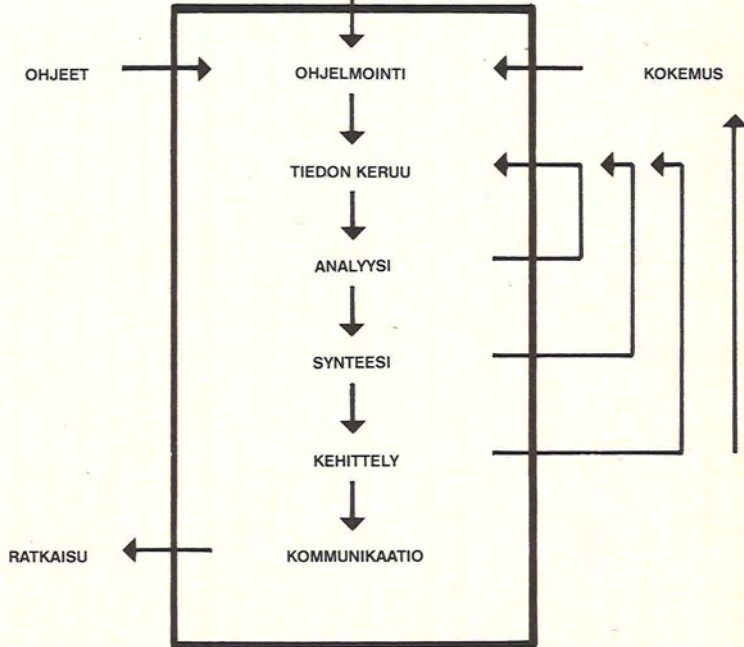 OHJEET
OHJELMOINTI
KOKEMUS
TIEDON KERUU
ANALYYSI
SYNTEESI
KEHITTELY
RATKAISU
KOMMUNIKAATIO